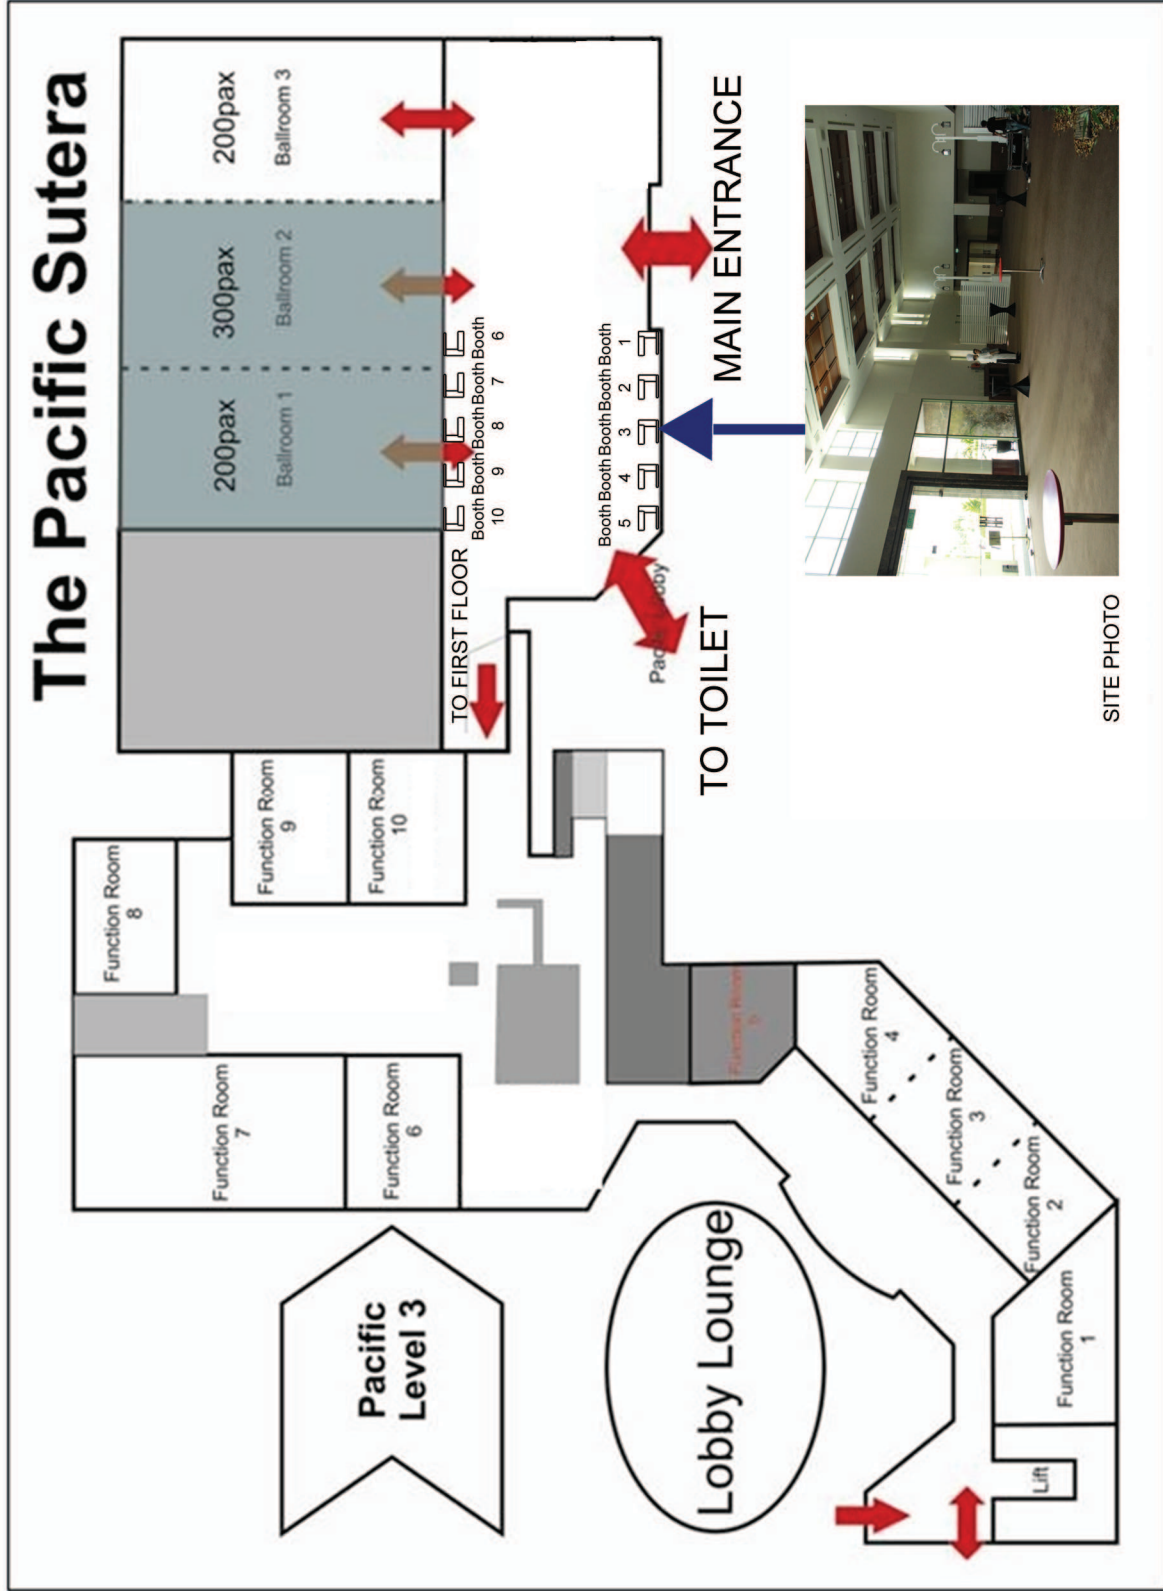 The Pacific Sutera
200pax
Ballroom 1
300pax
Ballroom 2
200pax
Ballroom 3
Function Room
8
Function Room
9
Function Room
10
Function Room
7
Function Room
6
TO FIRST FLOOR
10
9
8
7
6
Booth Booth Booth Booth Booth
Booth Booth Booth Booth Booth
5
4
3
2
1
Lobby
TO TOILET
MAIN ENTRANCE
Pacific
Level 3
Lobby Lounge
Function Room
Function Room
4
Function Room
3
Function Room
2
Function Room
1
Lift
SITE PHOTO